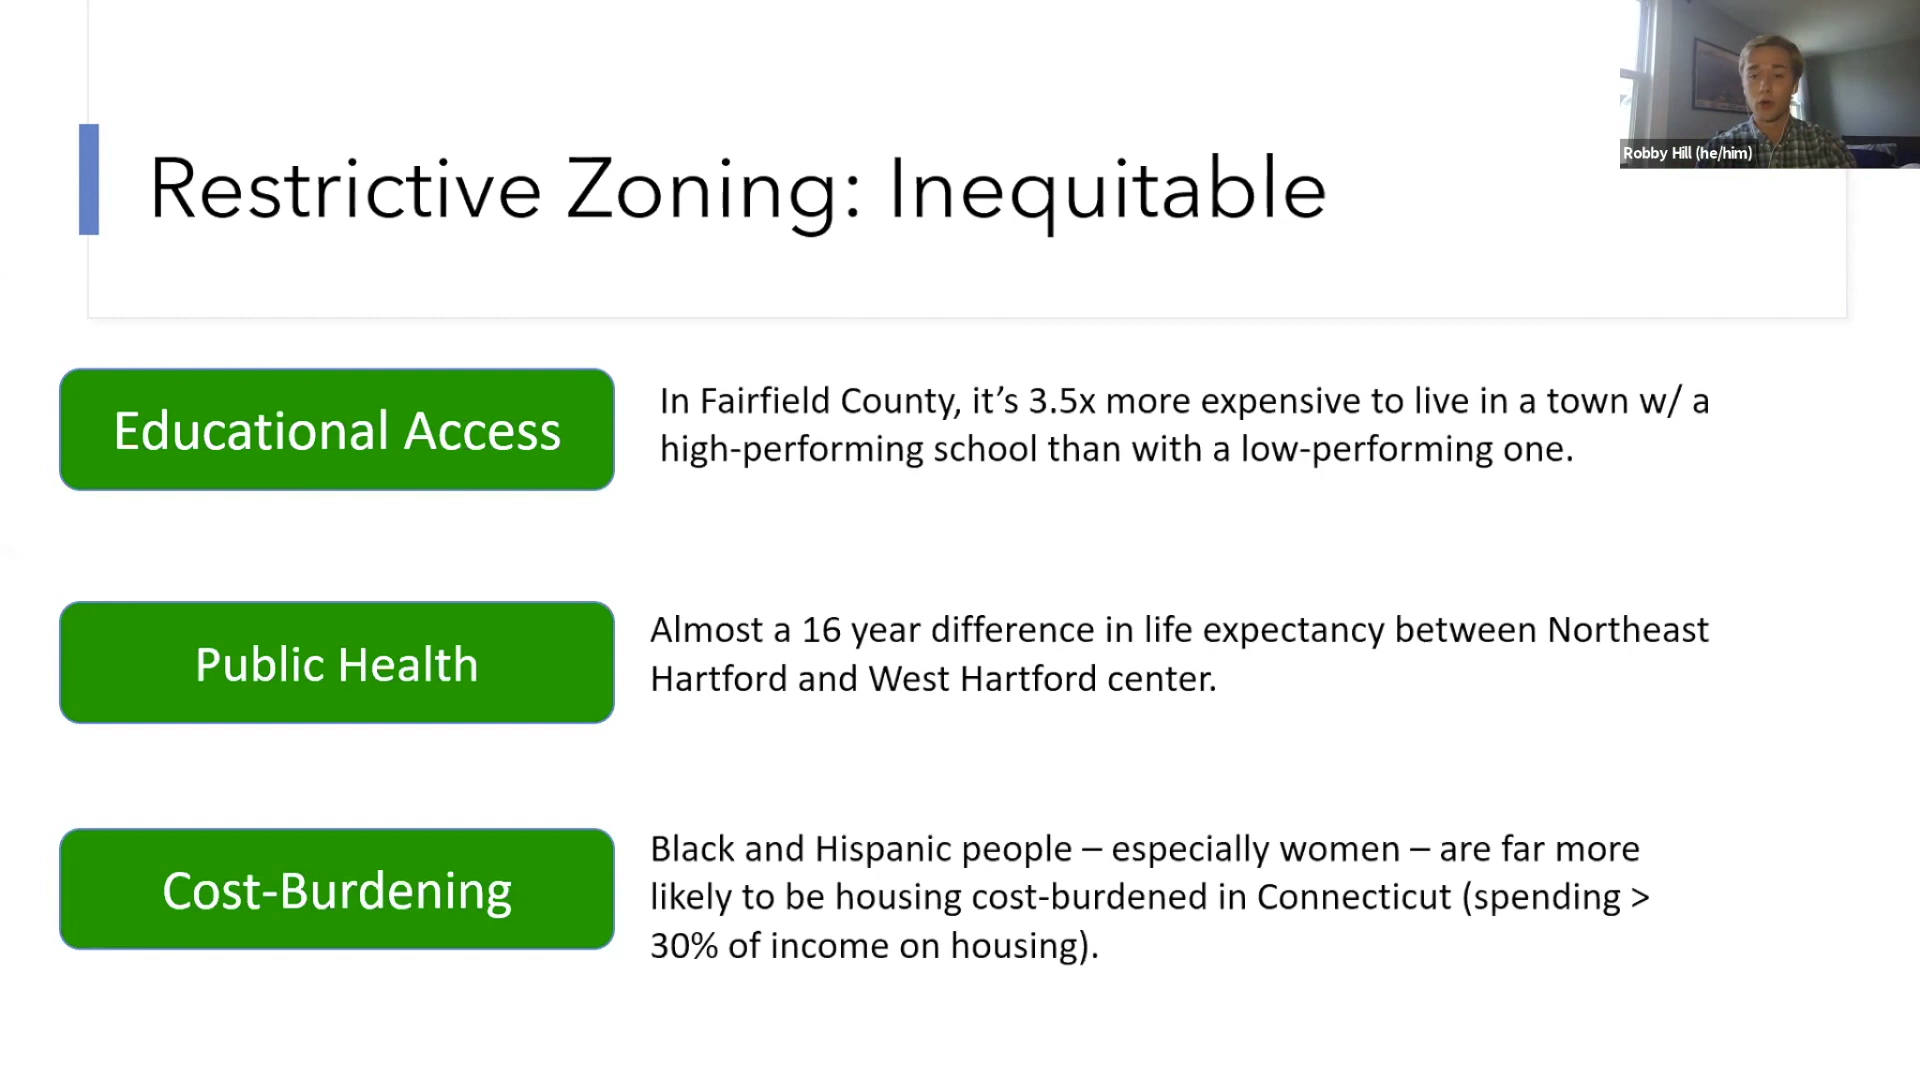 Restrictive Zoning: Inequitable
Robby Hill (he/him)
Educational Access
In Fairfield County, it’s 3.5x more expensive to live in a town w/ a
high-performing school than with a low-performing one.
Public Health
Almost a 16 year difference in life expectancy between Northeast
Hartford and West Hartford center.
Cost-Burdening
Black and Hispanic people – especially women – are far more
likely to be housing cost-burdened in Connecticut (spending >
30% of income on housing).